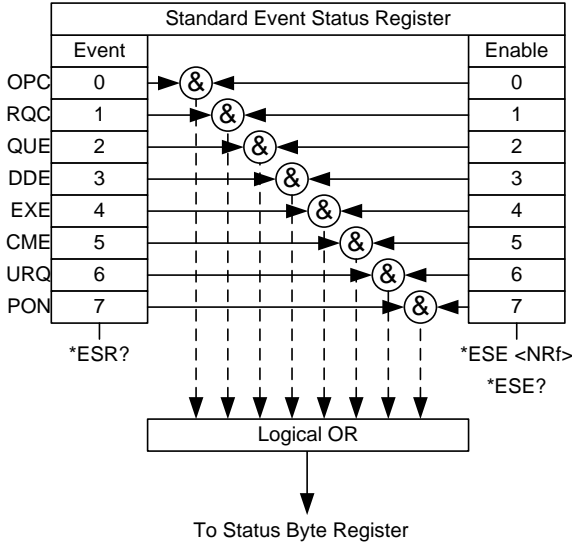 Standard Event Status Register
Event Enable
OPC 0 & 0
RQC 1 & 1
QUE 2 & 2
DDE 3 & 3
EXE 4 & 4
CME 5 & 5
URQ 6 & 6
PON 7 & 7
*ESR? *ESE <NRf>
*ESE?
Logical OR
To Status Byte Register